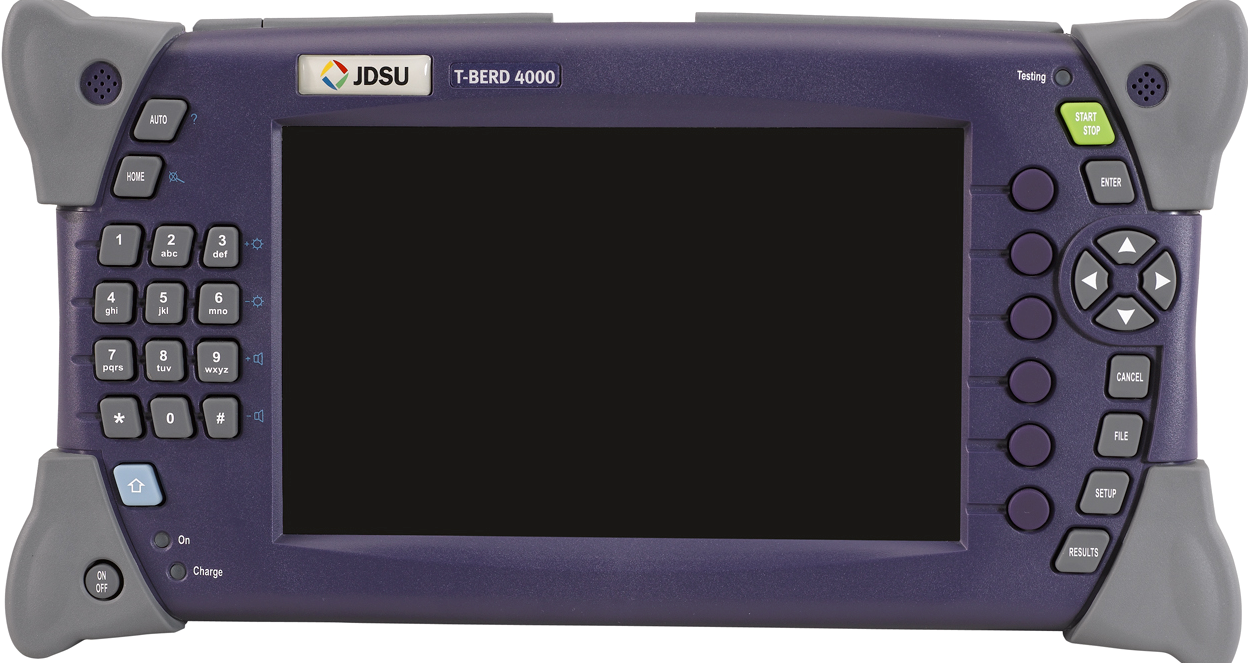 JDSU
T-BERD 4000
Testing
AUTO
?
START
STOP
HOME
ENTER
1
2
abc
3
def
+
4
ghi
5
jkl
6
mno
-
7
pqrs
8
tuv
9
wxyz
+
*
0
#
-
CANCEL
FILE
SETUP
RESULTS
On
Charge
ON
OFF